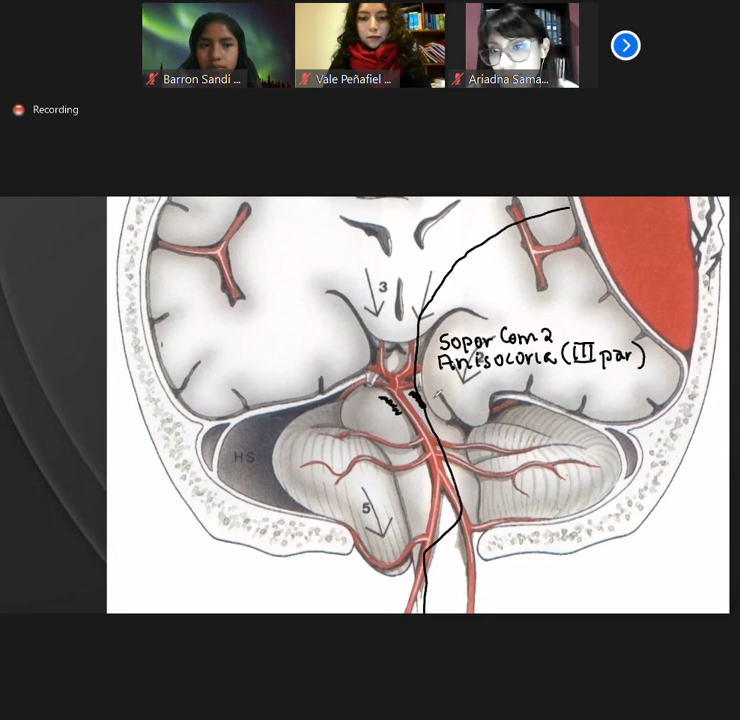 Barron Sandi ...
Vale Peñafiel ...
Ariadna Sama...
Recording
3
Sopor Coma
Anisocoria (III par)
HS
5